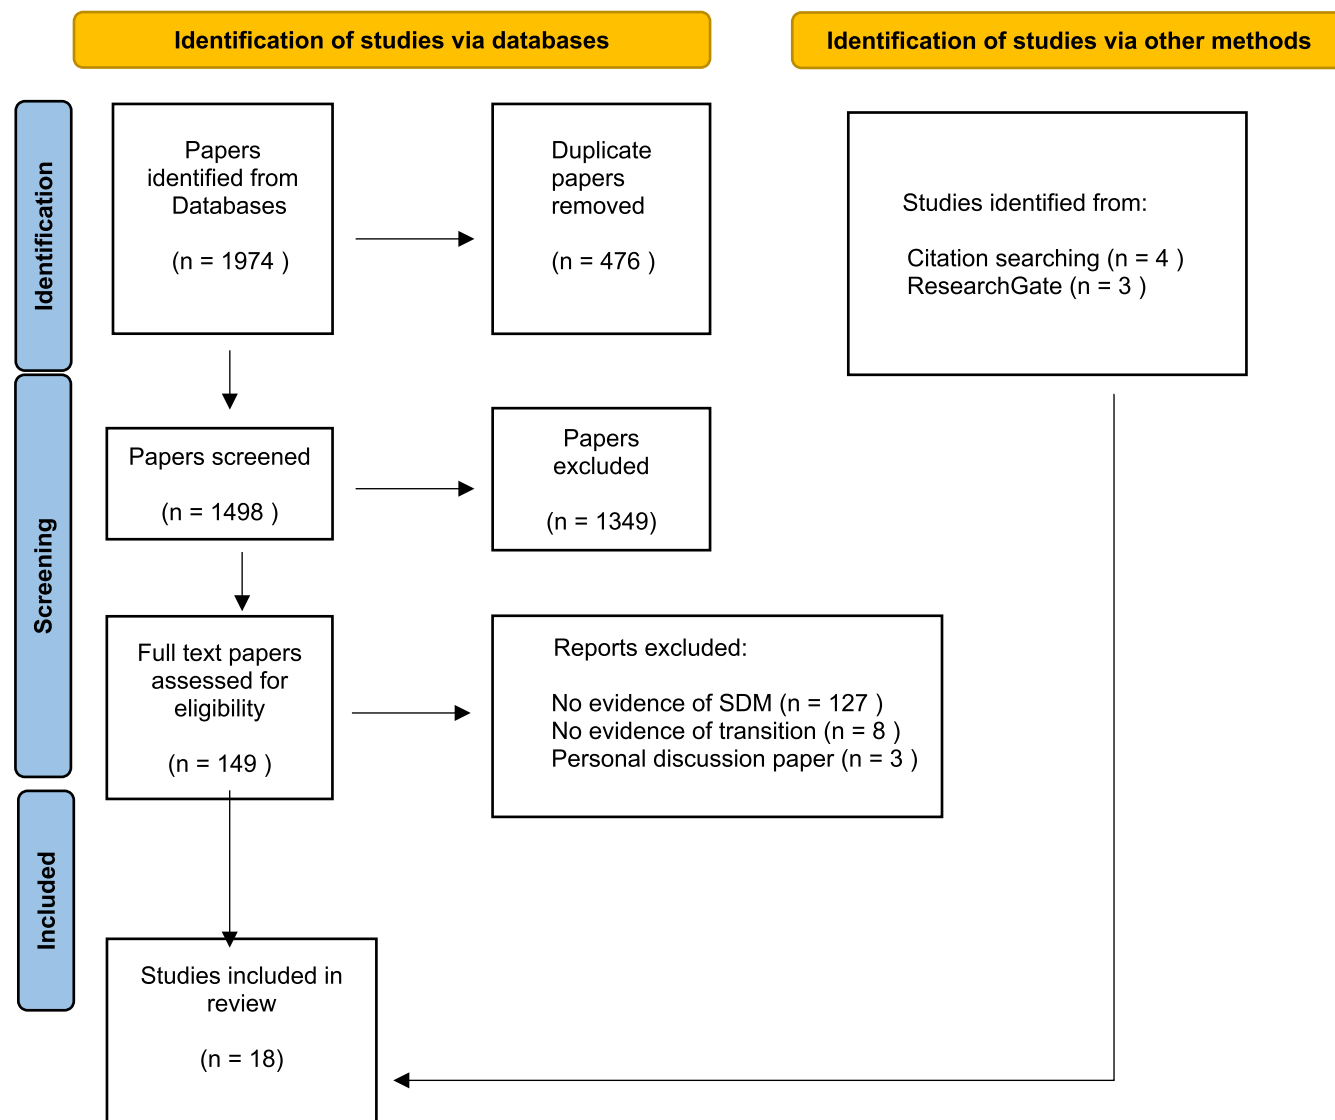 Identification of studies via databases
Identification of studies via other methods
Identification
Papers
identified from
Databases
(n = 1974 )
Duplicate
papers
removed
(n = 476 )
Studies identified from:
Citation searching (n = 4 )
ResearchGate (n = 3 )
Screening
Papers screened
(n = 1498 )
Papers
excluded
(n = 1349)
Full text papers
assessed for
eligibility
(n = 149 )
Reports excluded:
No evidence of SDM (n = 127 )
No evidence of transition (n = 8 )
Personal discussion paper (n = 3 )
Included
Studies included in
review
(n = 18)